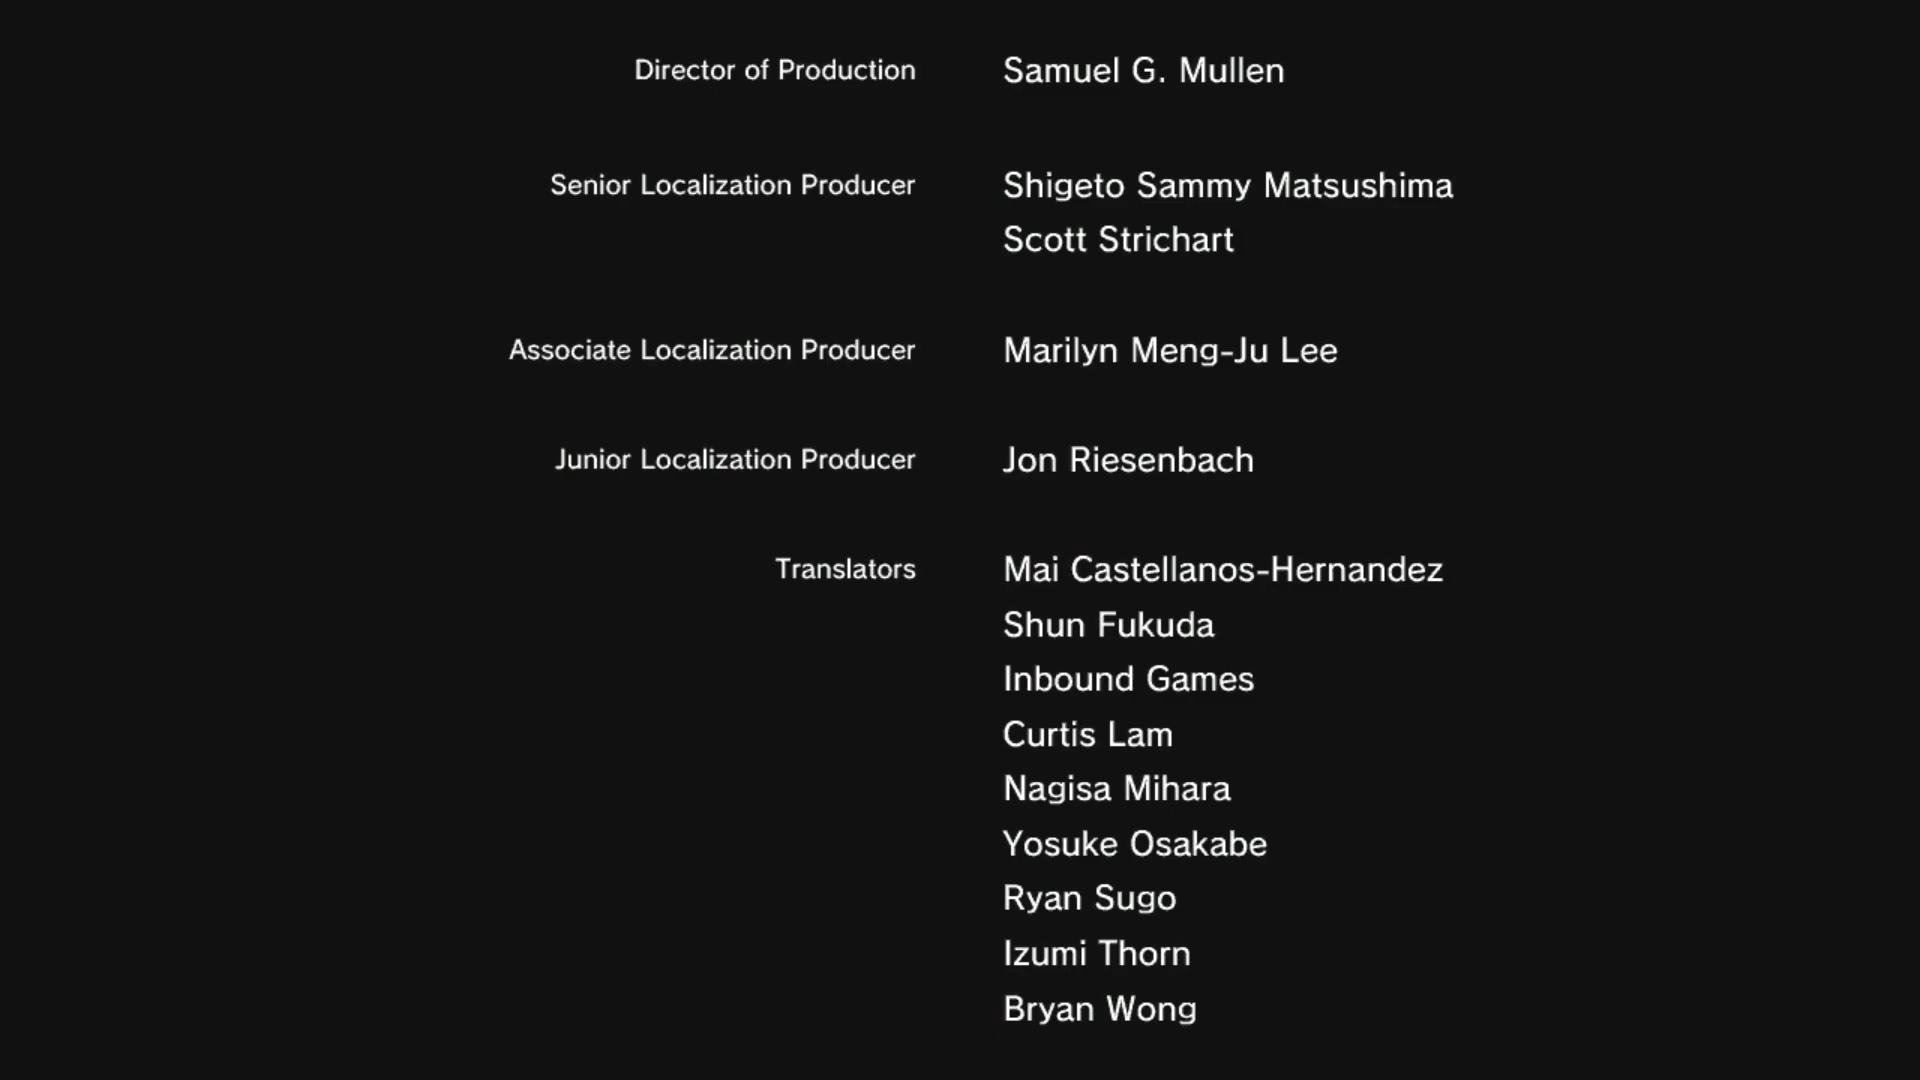 Director of Production Samuel G. Mullen
Senior Localization Producer Shigeto Sammy Matsushima
Scott Strichart
Associate Localization Producer Marilyn Meng-Ju Lee
Junior Localization Producer Jon Riesenbach
Translators Mai Castellanos-Hernandez
Shun Fukuda
Inbound Games
Curtis Lam
Nagisa Mihara
Yosuke Osakabe
Ryan Sugo
Izumi Thorn
Bryan Wong